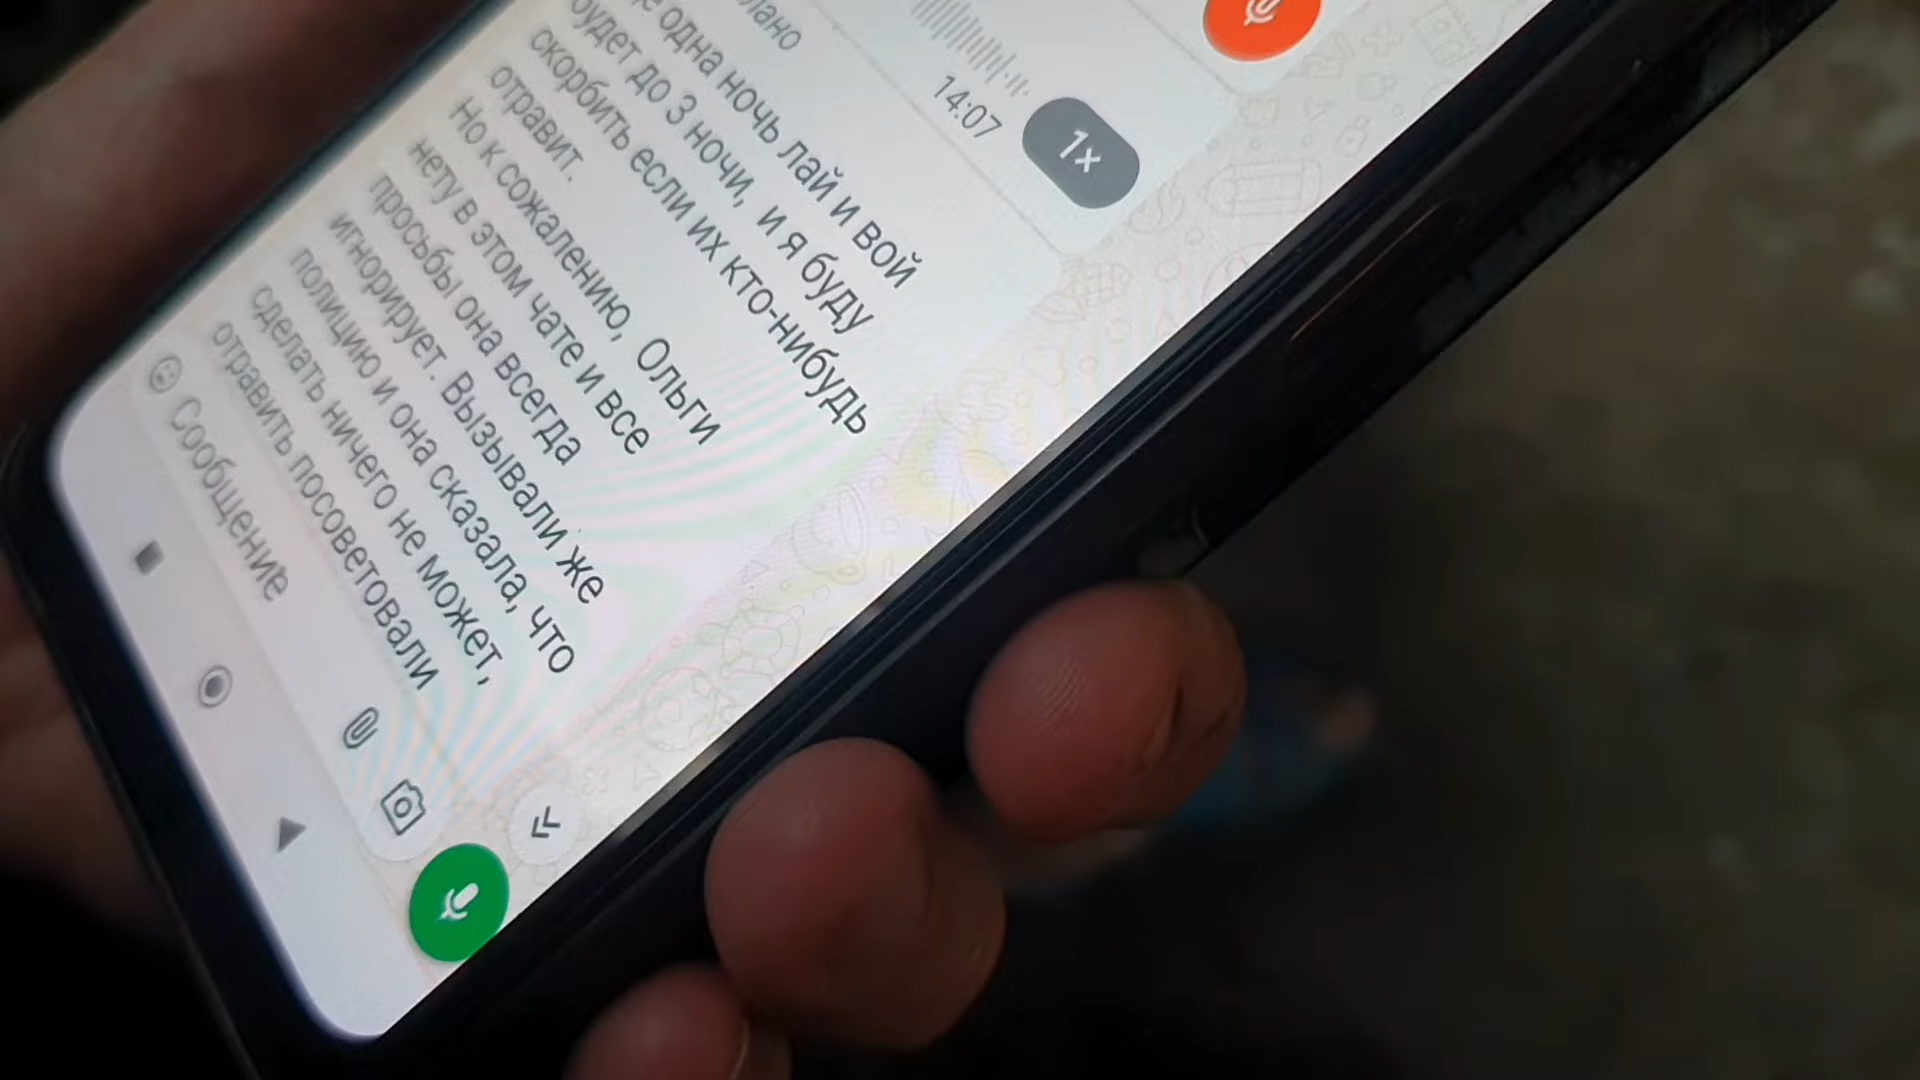 лано
14:07
1x
одна ночь лай и вой
будет до 3 ночи, и я буду
скорбить если их кто-нибудь
отравит.
Но к сожалению, Ольги
нету в этом чате и все
просьбы она всегда
игнорирует. Вызывали же
полицию и она сказала, что
сделать ничего не может,
отравить посоветовали
Сообщение